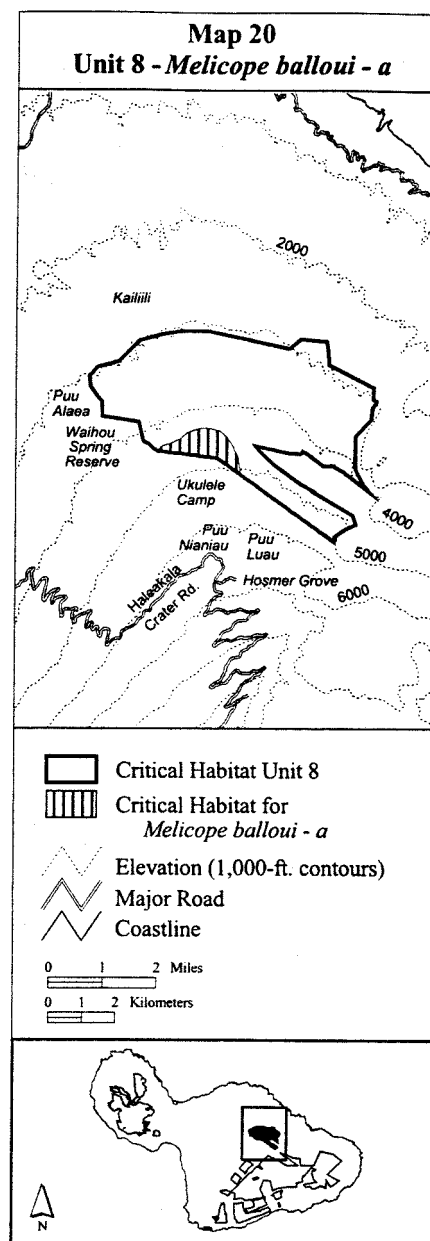 Map 20
Unit 8 - Melicope balloui - a
2000
Kailiili
Puu
Alaea
Waihou
Spring
Reserve
Ukulele
Camp
4000
Puu
Nianiau
Puu
Luau
5000
Hosmer Grove
6000
Haleakala
Crater Rd.
Critical Habitat Unit 8
Critical Habitat for
Melicope balloui - a
Elevation (1,000-ft. contours)
Major Road
Coastline
0 1 2 Miles
0 1 2 Kilometers
N